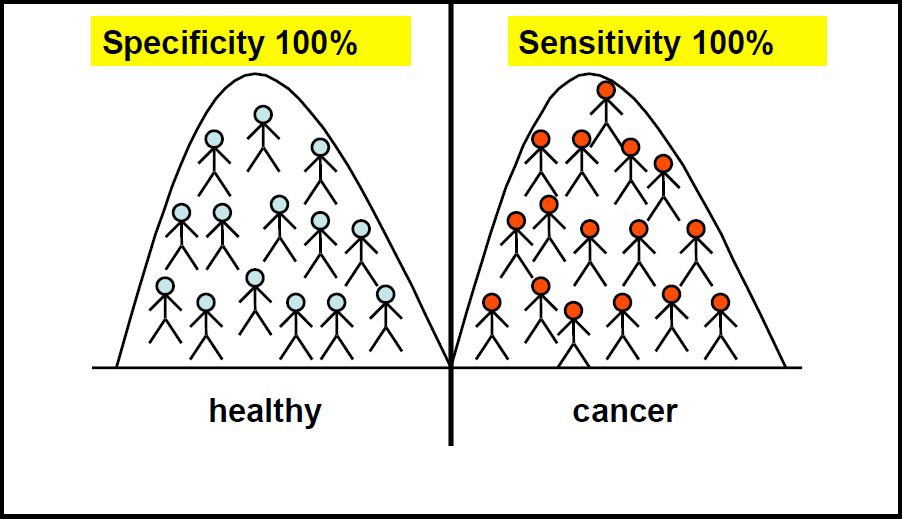 Specificity 100%
Sensitivity 100%
healthy
cancer